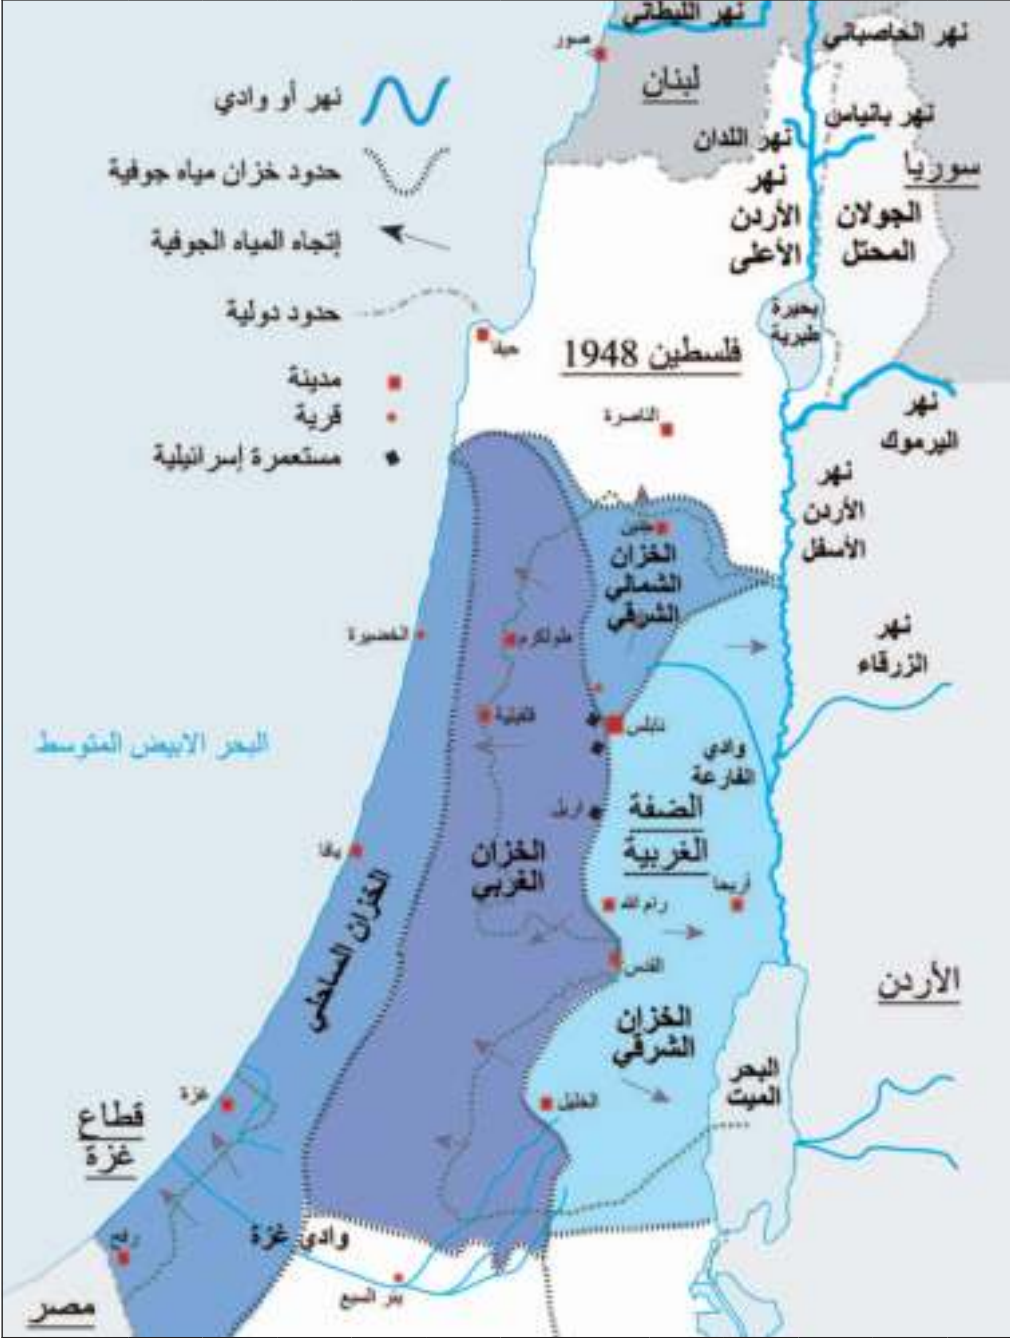 نهر الليطاني
نهر الحاصباني
صور
لبنان
نهر أو وادي
نهر بانياس
نهر اللدان
حدود خزان مياه جوفية
سوريا
نهر
الأردن
الأعلى
الجولان
المحتل
إتجاه المياه الجوفية
حدود دولية
بحيرة
طبرية
حيفا
فلسطين 1948
مدينة
قرية
مستعمرة إسرائيلية
الناصرة
نهر
اليرموك
نهر
الأردن
الأسفل
جنين
الخزان
الشمالي
الشرقي
الخضيرة
طولكرم
نهر
الزرقاء
قلقيلية
نابلس
البحر الابيض المتوسط
وادي
الفارعة
الضفة
الغربية
اريل
يافا
الخزان
الغربي
أريحا
رام الله
الخزان الساحلي
القدس
الأردن
الخزان
الشرقي
البحر
الميت
غزة
الخليل
قطاع
غزة
وادي غزة
رفح
بئر السبع
مصر